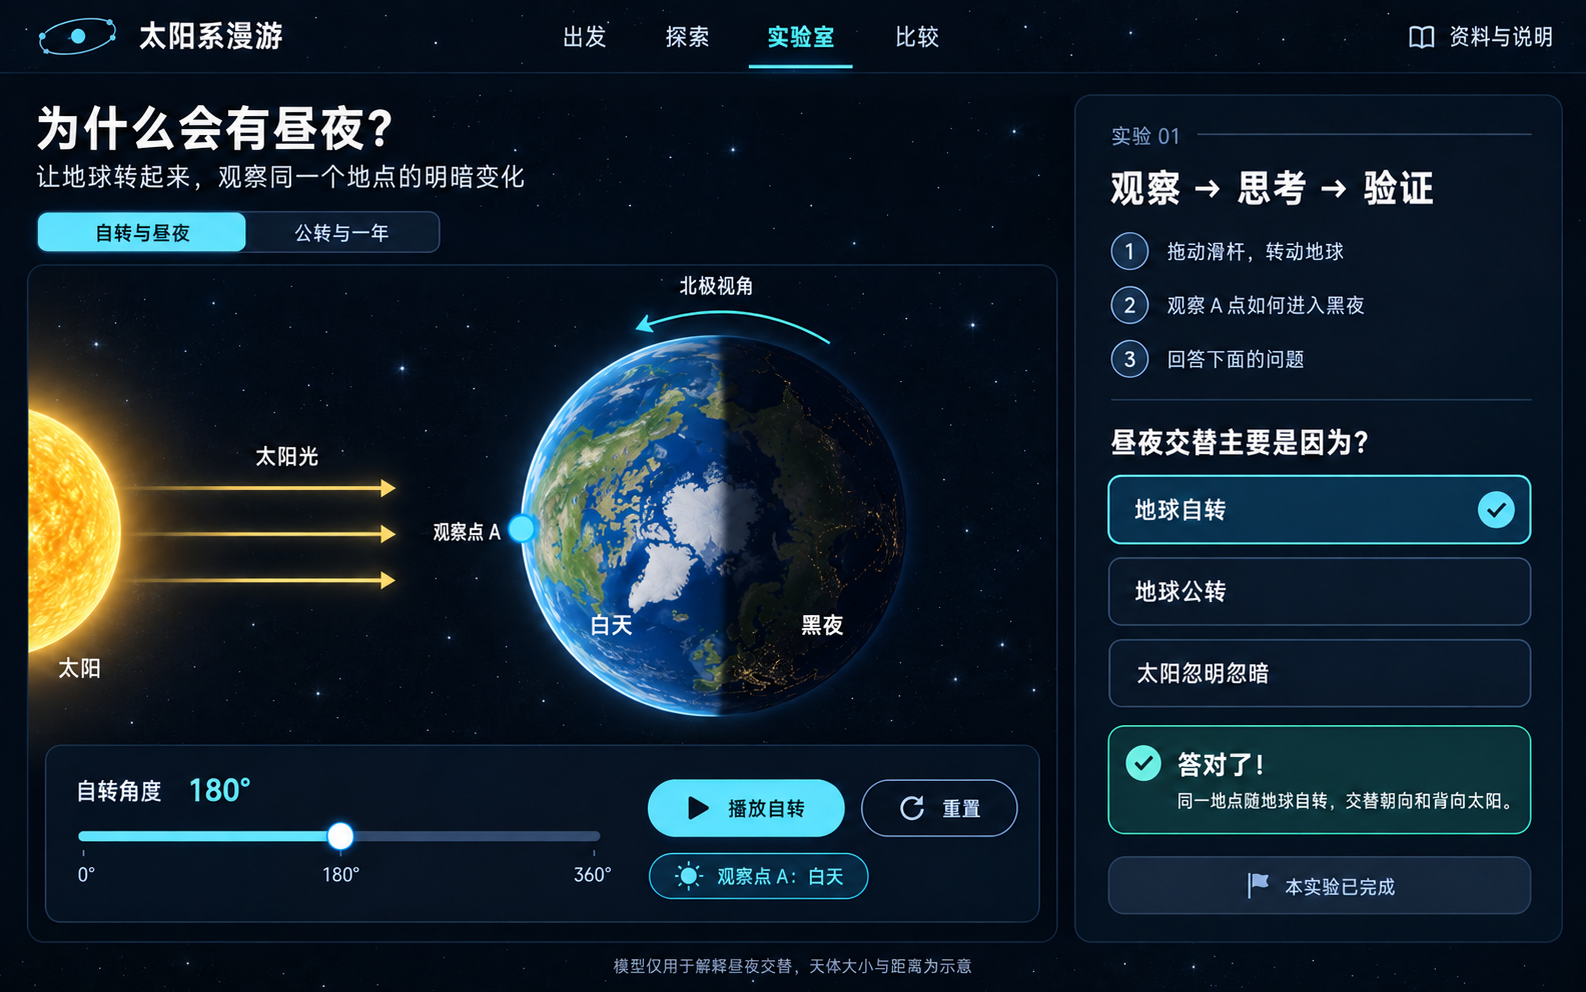 太阳系漫游
出发
探索
实验室
比较
资料与说明
为什么会有昼夜?
让地球转起来，观察同一个地点的明暗变化
自转与昼夜
公转与一年
北极视角
太阳光
观察点 A
白天
黑夜
太阳
自转角度 180°
0°
180°
360°
播放自转
重置
观察点 A：白天
实验 01
观察 → 思考 → 验证
1 拖动滑杆，转动地球
2 观察 A 点如何进入黑夜
3 回答下面的问题
昼夜交替主要是因为?
地球自转
地球公转
太阳忽明忽暗
答对了!
同一地点随地球自转，交替朝向和背向太阳。
本实验已完成
模型仅用于解释昼夜交替，天体大小与距离为示意